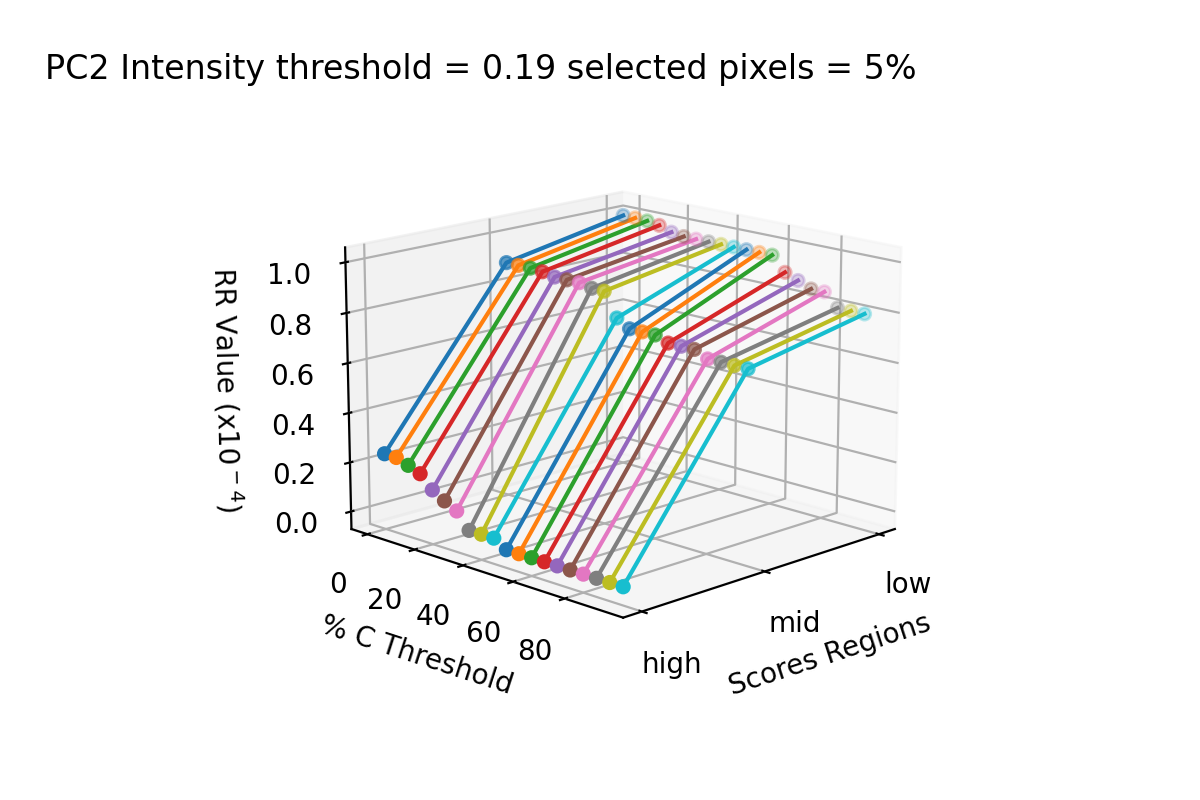 PC2 Intensity threshold = 0.19 selected pixels = 5%
RR Value (x10⁻⁴)
1.0
0.8
0.6
0.4
0.2
0.0
0
20
40
60
80
% C Threshold
high
mid
low
Scores Regions